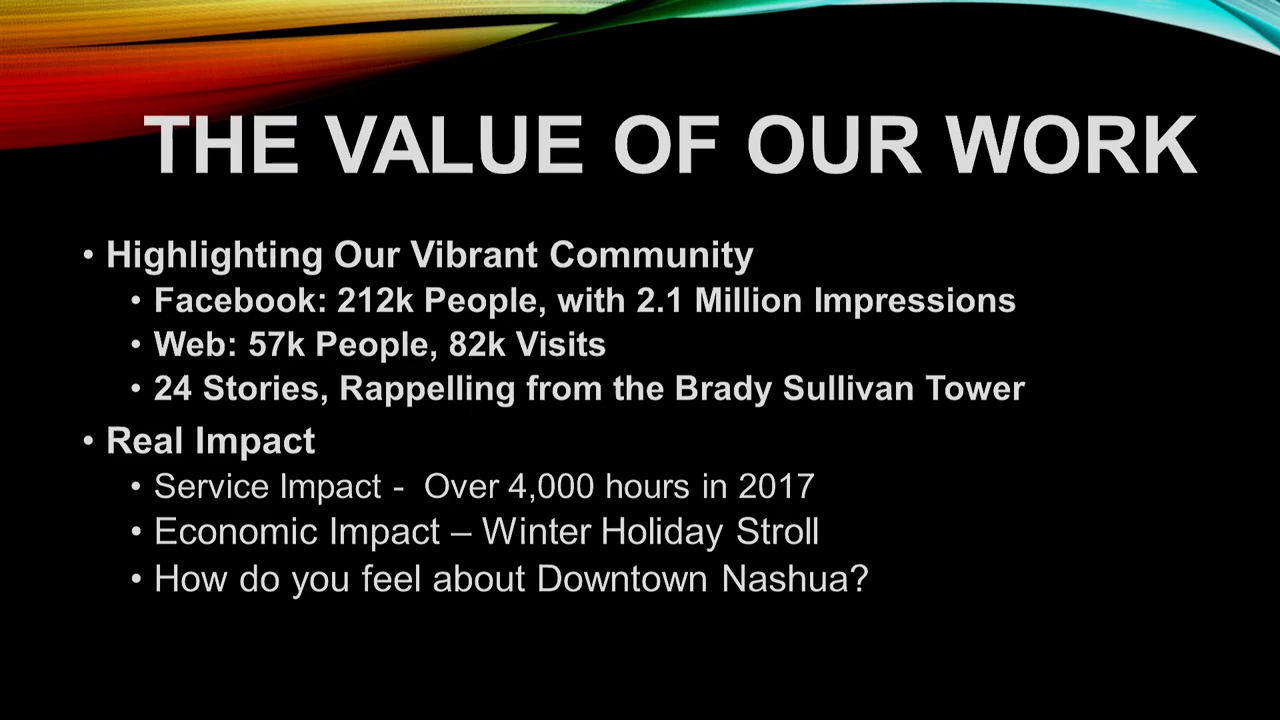 THE VALUE OF OUR WORK
• Highlighting Our Vibrant Community
• Facebook: 212k People, with 2.1 Million Impressions
• Web: 57k People, 82k Visits
• 24 Stories, Rappelling from the Brady Sullivan Tower
• Real Impact
• Service Impact - Over 4,000 hours in 2017
• Economic Impact – Winter Holiday Stroll
• How do you feel about Downtown Nashua?